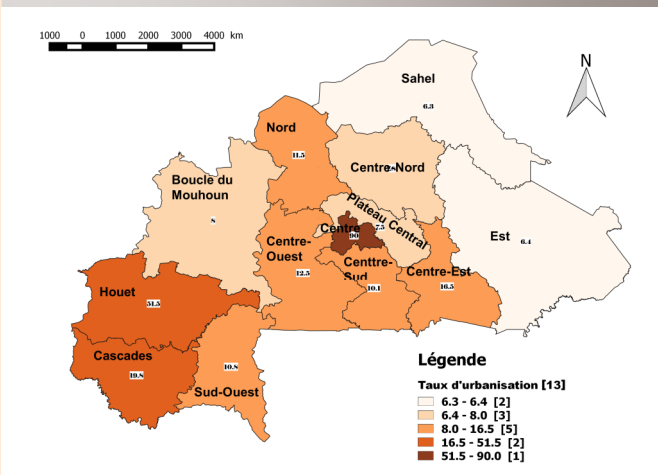 1000 0 1000 2000 3000 4000 km
N
Sahel
6.3
Nord
11.5
Centre-Nord
Boucle du
Mouhoun
8
Plateau Central
7.5
Centre
90
Est
6.4
Centre-
Ouest
12.5
Centtre-
Sud
10.1
Centre-Est
16.5
Houet
51.5
Cascades
19.8
Sud-Ouest
10.8
Légende
Taux d'urbanisation [13]
6.3 - 6.4 [2]
6.4 - 8.0 [3]
8.0 - 16.5 [5]
16.5 - 51.5 [2]
51.5 - 90.0 [1]